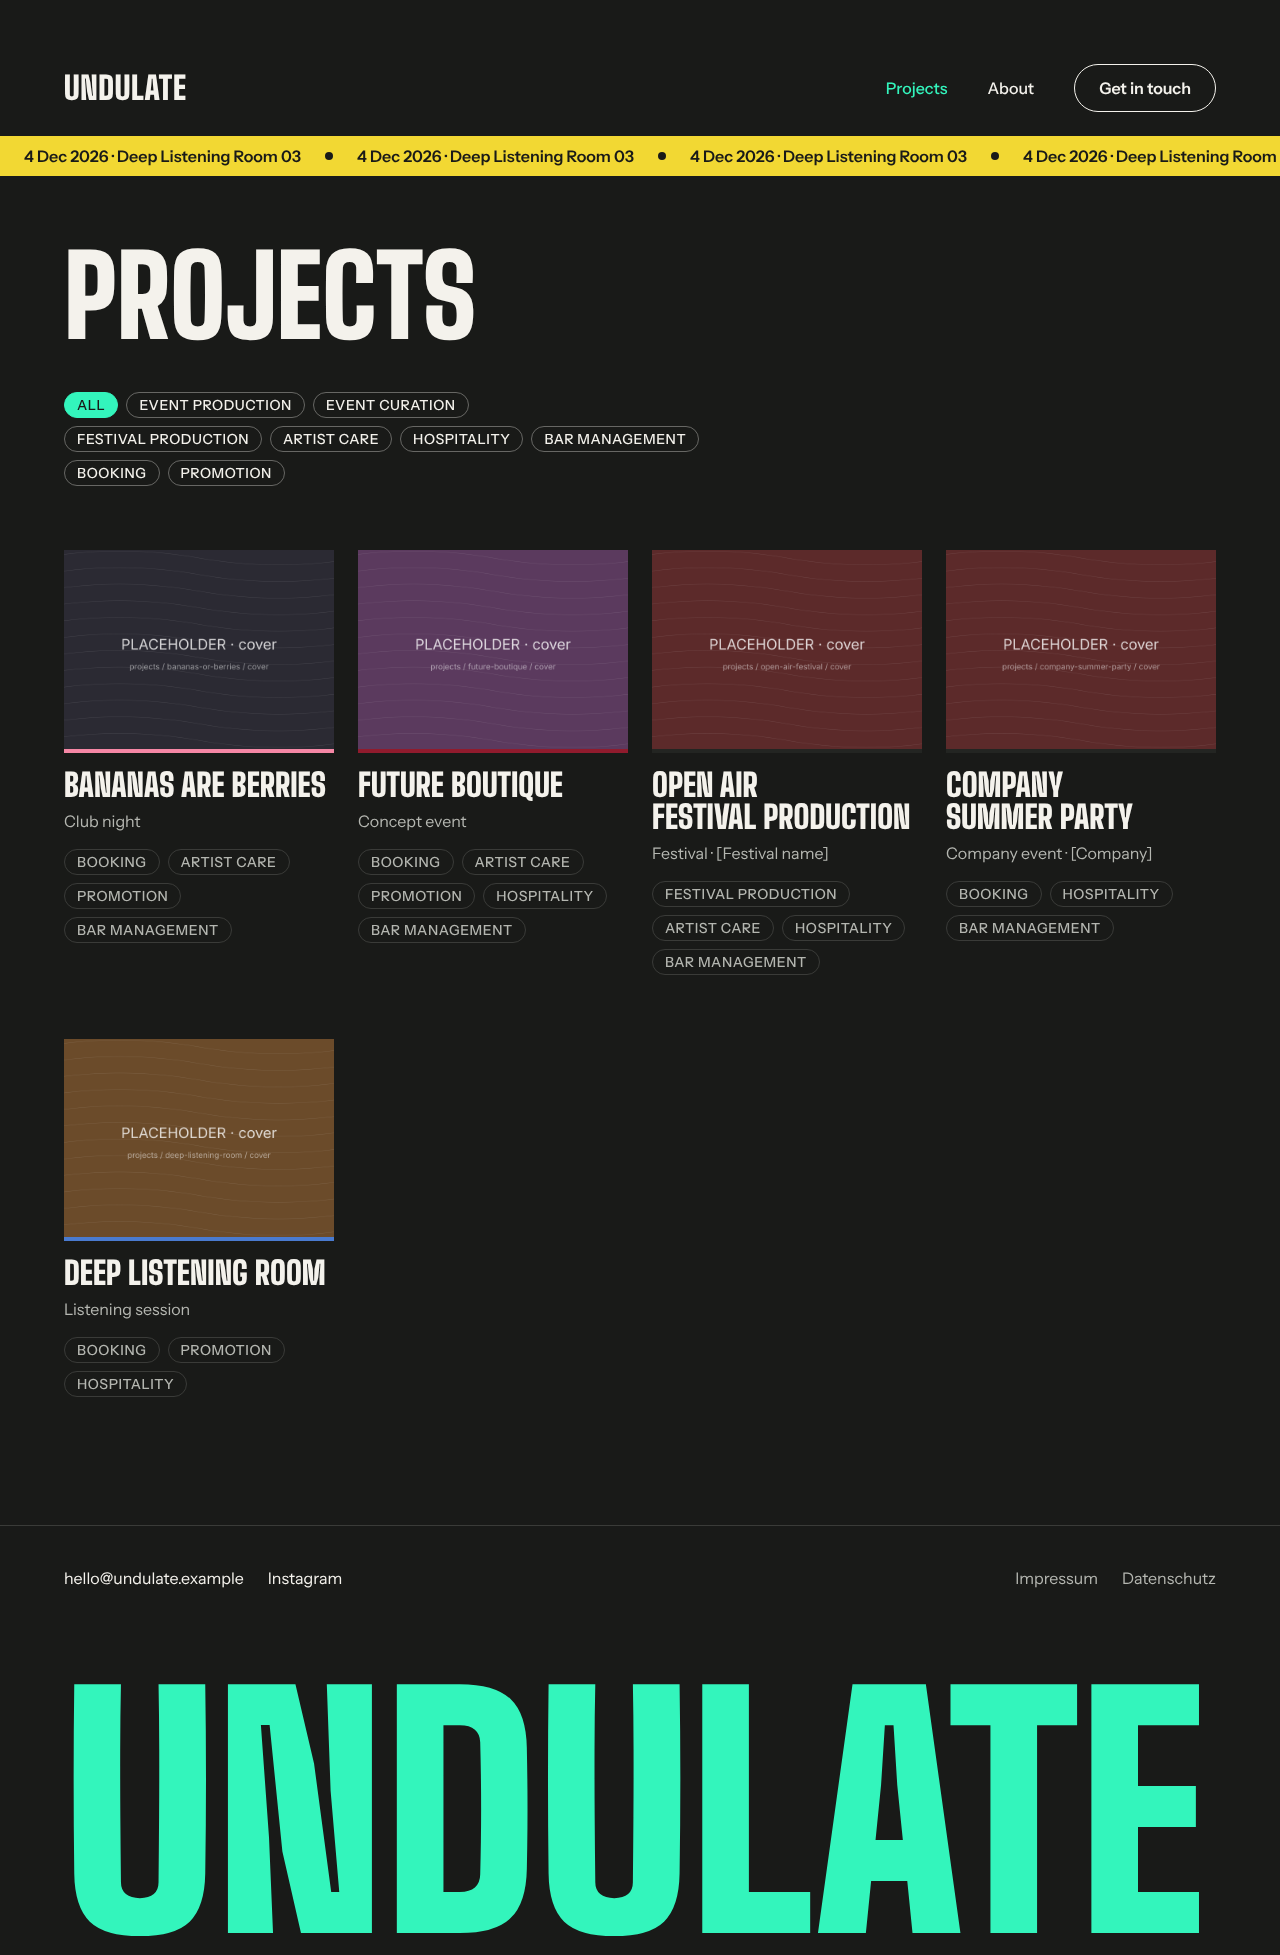 UNDULATE
Projects About Get in touch
4 Dec 2026 · Deep Listening Room 03 • 4 Dec 2026 · Deep Listening Room 03 • 4 Dec 2026 · Deep Listening Room 03 • 4 Dec 2026 · Deep Listening Room
PROJECTS
ALL EVENT PRODUCTION EVENT CURATION
FESTIVAL PRODUCTION ARTIST CARE HOSPITALITY BAR MANAGEMENT
BOOKING PROMOTION
PLACEHOLDER · cover
projects / bananas-or-berries / cover
BANANAS ARE BERRIES
Club night
BOOKING ARTIST CARE
PROMOTION
BAR MANAGEMENT
PLACEHOLDER · cover
projects / future-boutique / cover
FUTURE BOUTIQUE
Concept event
BOOKING ARTIST CARE
PROMOTION HOSPITALITY
BAR MANAGEMENT
PLACEHOLDER · cover
projects / open-air-festival / cover
OPEN AIR
FESTIVAL PRODUCTION
Festival · [Festival name]
FESTIVAL PRODUCTION
ARTIST CARE HOSPITALITY
BAR MANAGEMENT
PLACEHOLDER · cover
projects / company-summer-party / cover
COMPANY
SUMMER PARTY
Company event · [Company]
BOOKING HOSPITALITY
BAR MANAGEMENT
PLACEHOLDER · cover
projects / deep-listening-room / cover
DEEP LISTENING ROOM
Listening session
BOOKING PROMOTION
HOSPITALITY
hello@undulate.example Instagram
Impressum Datenschutz
UNDULATE